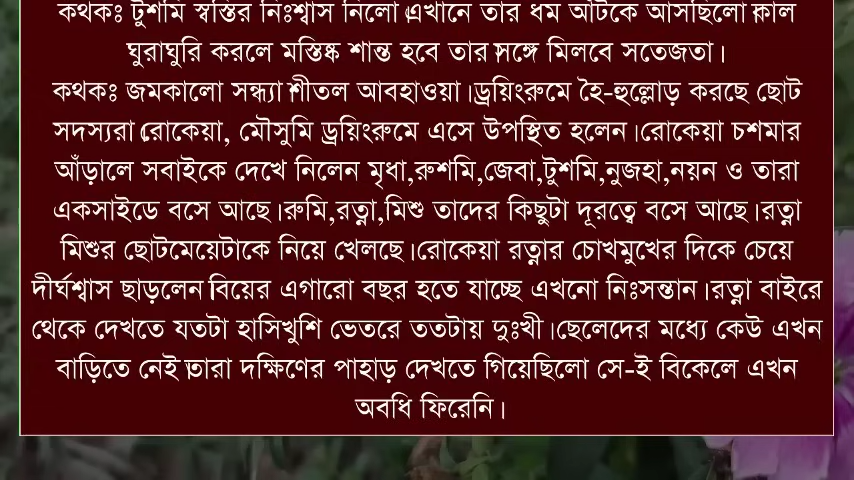 কথকঃ টুশমি স্বস্তির নিঃশ্বাস নিলো।এখানে তার ধম আটকে আসছিলো।কাল
ঘুরাঘুরি করলে মস্তিষ্ক শান্ত হবে তার সঙ্গে মিলবে সতেজতা।
কথকঃ জমকালো সন্ধ্যা।শীতল আবহাওয়া।ড্রয়িংরুমে হৈ-হুল্লোড় করছে ছোট
সদস্যরা।রোকেয়া, মৌসুমি ড্রয়িংরুমে এসে উপস্থিত হলেন।রোকেয়া চশমার
আঁড়ালে সবাইকে দেখে নিলেন মৃধা,রুশমি,জেবা,টুশমি,নুজহা,নয়ন ও তারা
একসাইডে বসে আছে।রুমি,রত্না,মিশু তাদের কিছুটা দূরত্বে বসে আছে।রত্না
মিশুর ছোটমেয়েটাকে নিয়ে খেলছে।রোকেয়া রত্নার চোখমুখের দিকে চেয়ে
দীর্ঘশ্বাস ছাড়লেন।বিয়ের এগারো বছর হতে যাচ্ছে এখনো নিঃসন্তান।রত্না বাইরে
থেকে দেখতে যতটা হাসিখুশি ভেতরে ততটায় দুঃখী।ছেলেদের মধ্যে কেউ এখন
বাড়িতে নেই।তারা দক্ষিণের পাহাড় দেখতে গিয়েছিলো সে-ই বিকেলে এখন
অবধি ফিরেনি।